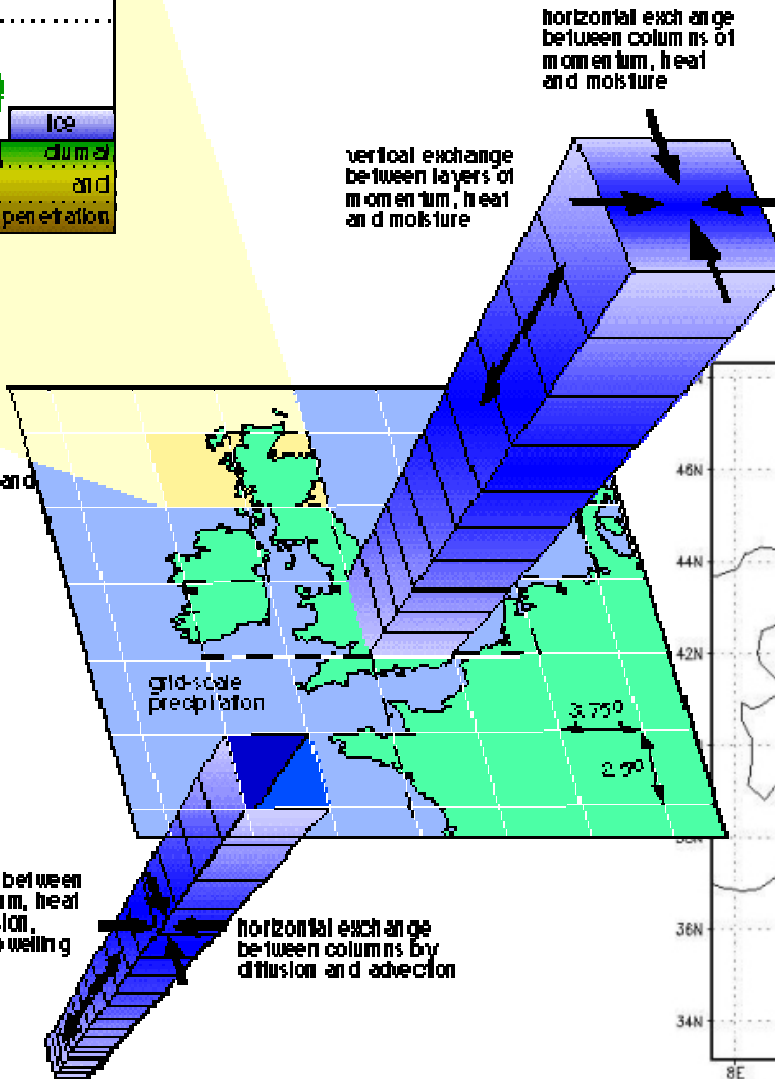 horizontal exchange
between columns of
momentum, heat
and moisture
Ice
and
penetration
vertical exchange
between layers of
momentum, heat
and moisture
and
46N
44N
42N
grid-scale
precipitation
3.75°
2.5°
between
heat
horizontal exchange
between columns by
diffusion and advection
36N
34N
8E